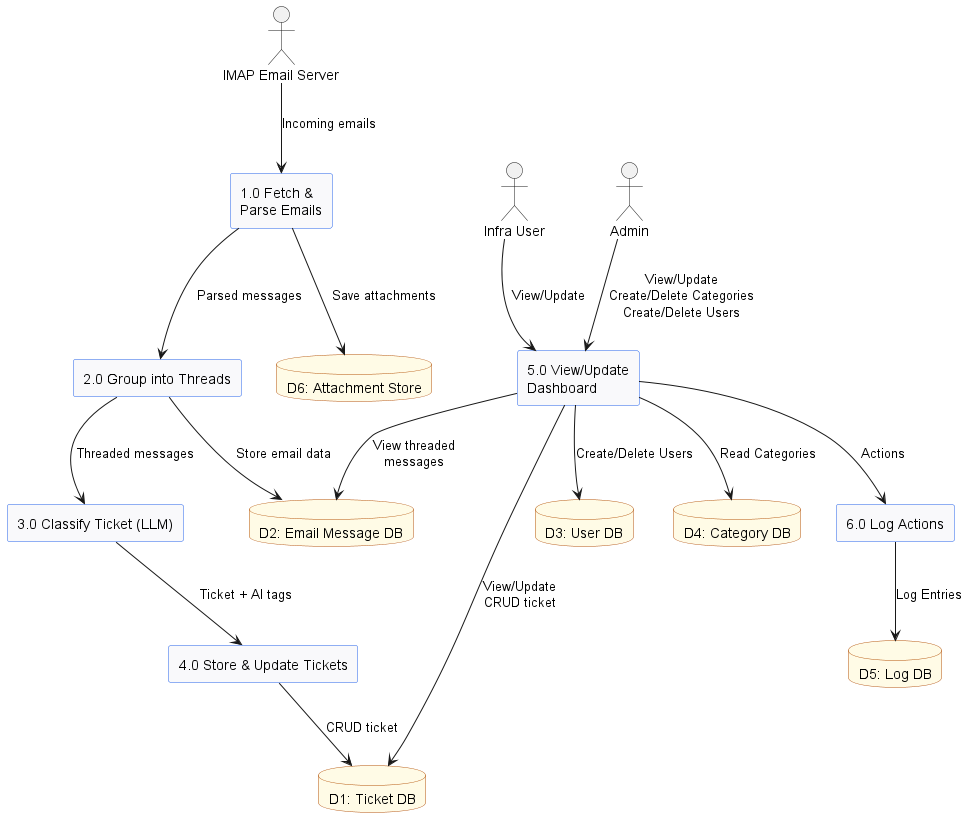 IMAP Email Server
Incoming emails
1.0 Fetch &
Parse Emails
Infra User
Admin
View/Update
Create/Delete Categories
Create/Delete Users
Parsed messages
Save attachments
View/Update
2.0 Group into Threads
D6: Attachment Store
5.0 View/Update
Dashboard
Threaded messages
Store email data
View threaded
messages
Create/Delete Users
Read Categories
Actions
3.0 Classify Ticket (LLM)
D2: Email Message DB
D3: User DB
D4: Category DB
6.0 Log Actions
Ticket + AI tags
View/Update
CRUD ticket
Log Entries
4.0 Store & Update Tickets
D5: Log DB
CRUD ticket
D1: Ticket DB